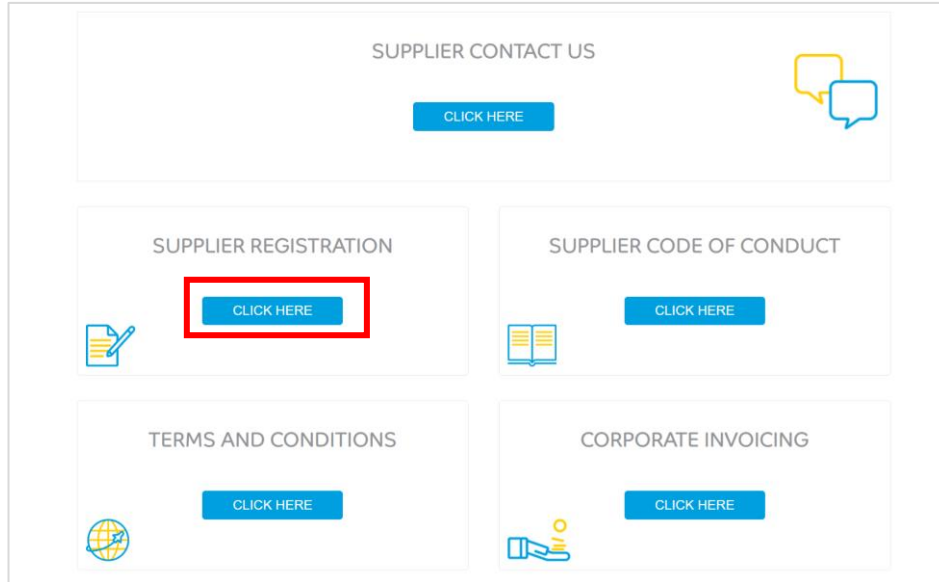 SUPPLIER CONTACT US
CLICK HERE
SUPPLIER REGISTRATION
CLICK HERE
SUPPLIER CODE OF CONDUCT
CLICK HERE
TERMS AND CONDITIONS
CLICK HERE
CORPORATE INVOICING
CLICK HERE